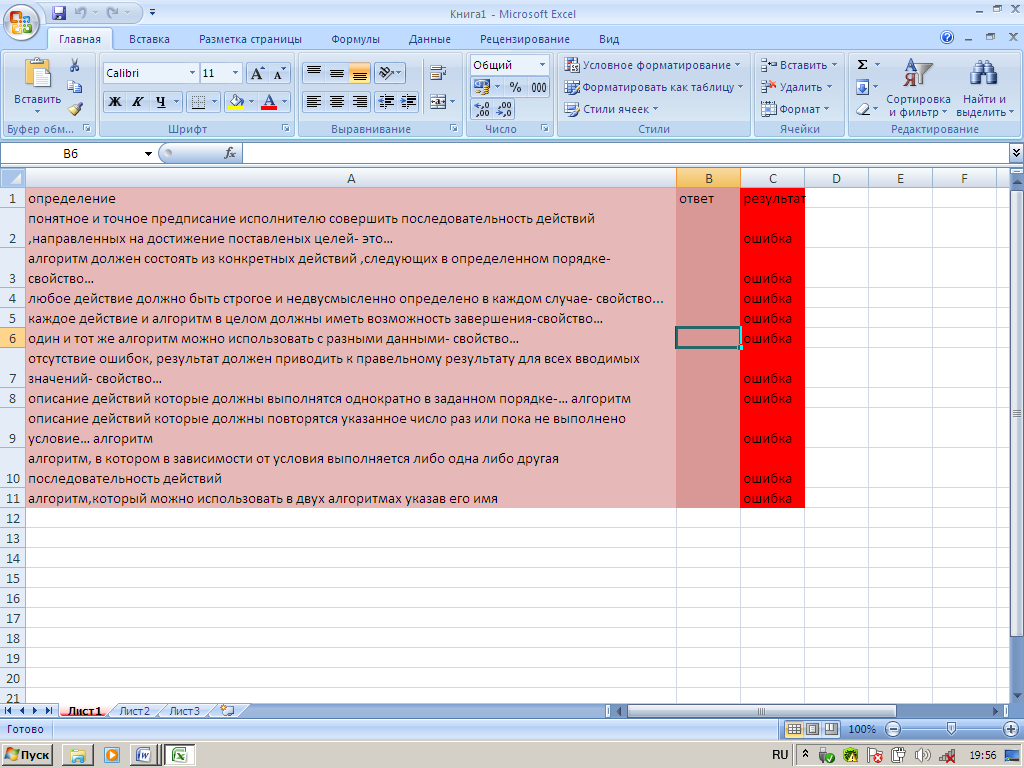 Книга1 - Microsoft Excel
Главная Вставка Разметка страницы Формулы Данные Рецензирование Вид
Вставить
Буфер обм...
Calibri 11
Ж К Ч
Шрифт
Выравнивание
Общий
% 000
Число
Условное форматирование
Форматировать как таблицу
Стили ячеек
Стили
Вставить
Удалить
Формат
Ячейки
Σ
Сортировка и фильтр
Найти и выделить
Редактирование
B6 fx
A B C D E F
1 определение ответ результат
понятное и точное предписание исполнителю совершить последовательность действий
2 ,направленных на достижение поставленых целей- это... ошибка
алгоритм должен состоять из конкретных действий ,следующих в определенном порядке-
3 свойство... ошибка
4 любое действие должно быть строгое и недвусмысленно определено в каждом случае- свойство... ошибка
5 каждое действие и алгоритм в целом должны иметь возможность завершения-свойство... ошибка
6 один и тот же алгоритм можно использовать с разными данными- свойство... ошибка
отсутствие ошибок, результат должен приводить к правельному результату для всех вводимых
7 значений- свойство... ошибка
8 описание действий которые должны выполнятся однократно в заданном порядке-... алгоритм ошибка
описание действий которые должны повторятся указанное число раз или пока не выполнено
9 условие... алгоритм ошибка
алгоритм, в котором в зависимости от условия выполняется либо одна либо другая
10 последовательность действий ошибка
11 алгоритм,который можно использовать в двух алгоритмах указав его имя ошибка
12
13
14
15
16
17
18
19
20
21
Лист1 Лист2 Лист3
Готово 100%
Пуск RU 19:56